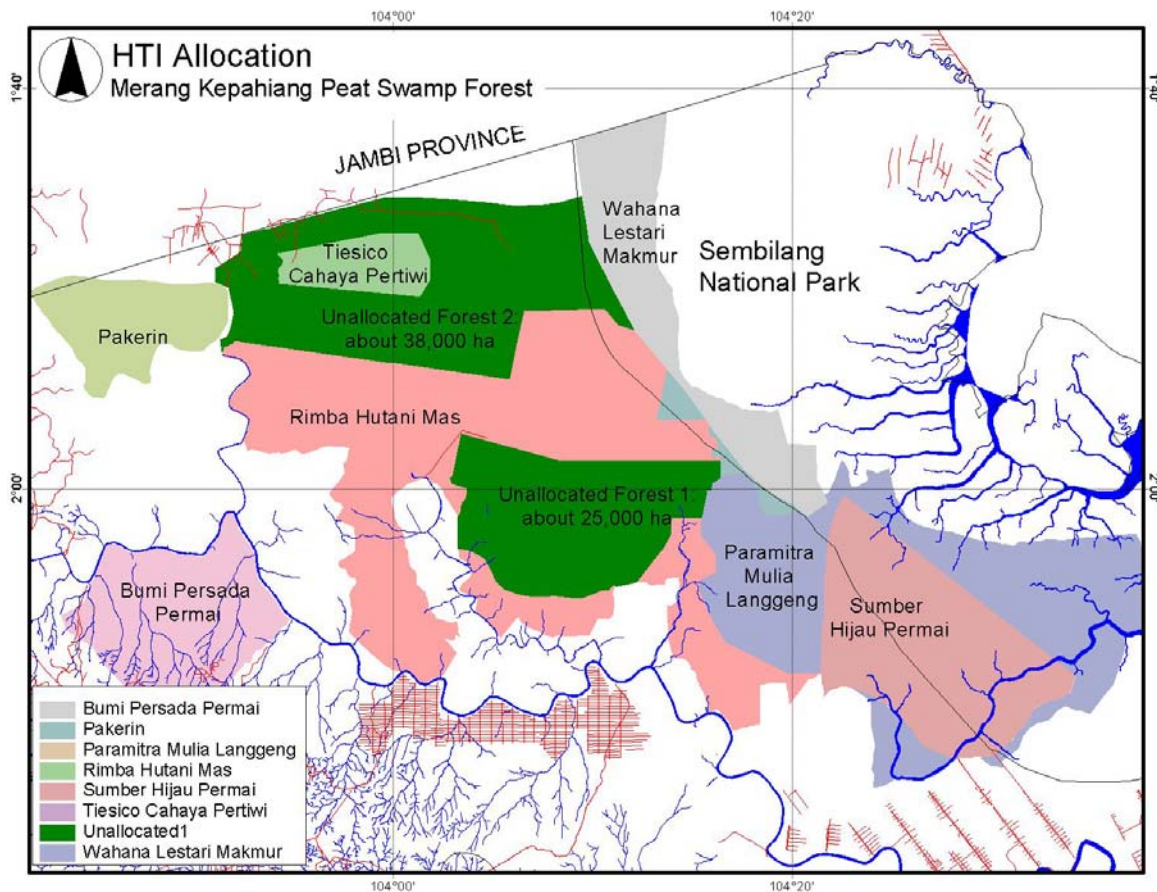 104°00'
104°20'
HTI Allocation
Merang Kepahiang Peat Swamp Forest
1°40'
1°40'
JAMBI PROVINCE
Wahana
Lestari
Makmur
Sembilang
National Park
Tiesico
Cahaya Pertiwi
Pakerin
Unallocated Forest 2:
about 38,000 ha
Rimba Hutani Mas
2°00'
2°00'
Unallocated Forest 1:
about 25,000 ha
Paramitra
Mulia
Langgeng
Bumi Persada
Permai
Sumber
Hijau Permai
Bumi Persada Permai
Pakerin
Paramitra Mulia Langgeng
Rimba Hutani Mas
Sumber Hijau Permai
Tiesico Cahaya Pertiwi
Unallocated1
Wahana Lestari Makmur
104°00'
104°20'